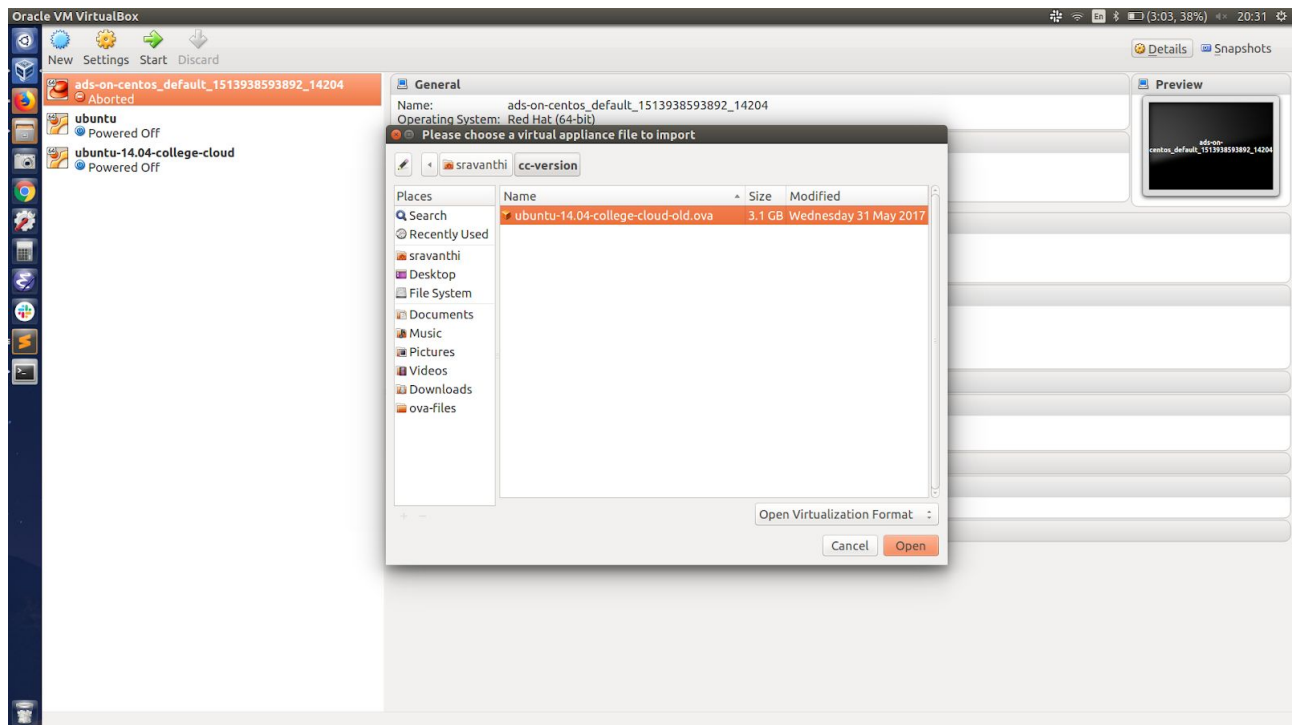 Oracle VM VirtualBox
En (3:03, 38%) 20:31
New Settings Start Discard
Details Snapshots
ads-on-centos_default_1513938593892_14204
Aborted
ubuntu
Powered Off
ubuntu-14.04-college-cloud
Powered Off
General
Name: ads-on-centos_default_1513938593892_14204
Operating System: Red Hat (64-bit)
Preview
ads-on-
centos_default_1513938593892_14204
Please choose a virtual appliance file to import
sravanthi cc-version
Places Name Size Modified
Search ubuntu-14.04-college-cloud-old.ova 3.1 GB Wednesday 31 May 2017
Recently Used
sravanthi
Desktop
File System
Documents
Music
Pictures
Videos
Downloads
ova-files
Open Virtualization Format
Cancel Open